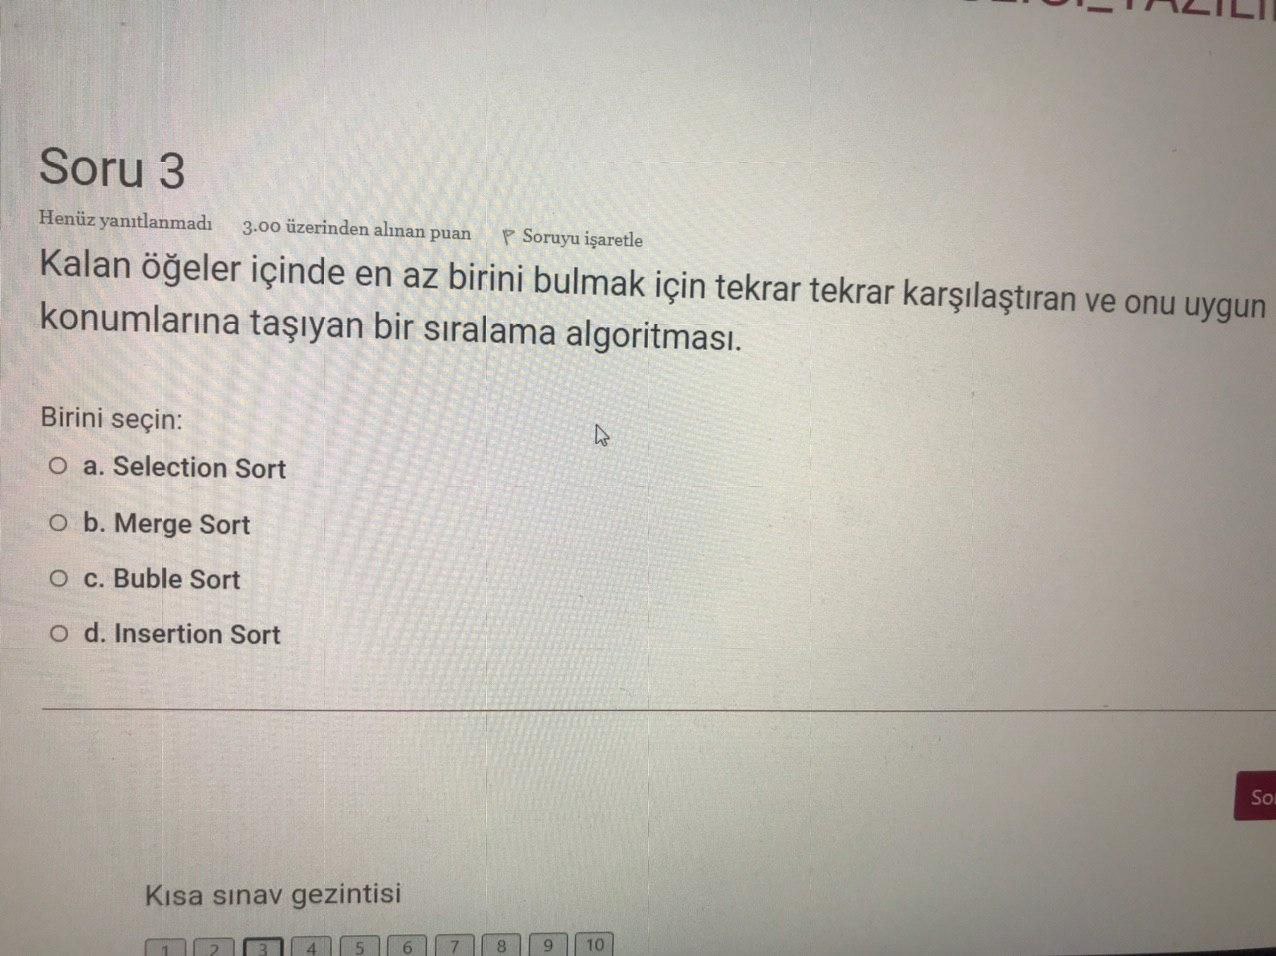 Soru 3
Henüz yanıtlanmadı 3.00 üzerinden alınan puan Soruyu işaretle
Kalan öğeler içinde en az birini bulmak için tekrar tekrar karşılaştıran ve onu uygun
konumlarına taşıyan bir sıralama algoritması.
Birini seçin:
a. Selection Sort
b. Merge Sort
c. Buble Sort
d. Insertion Sort
Kısa sınav gezintisi
1 2 3 4 5 6 7 8 9 10